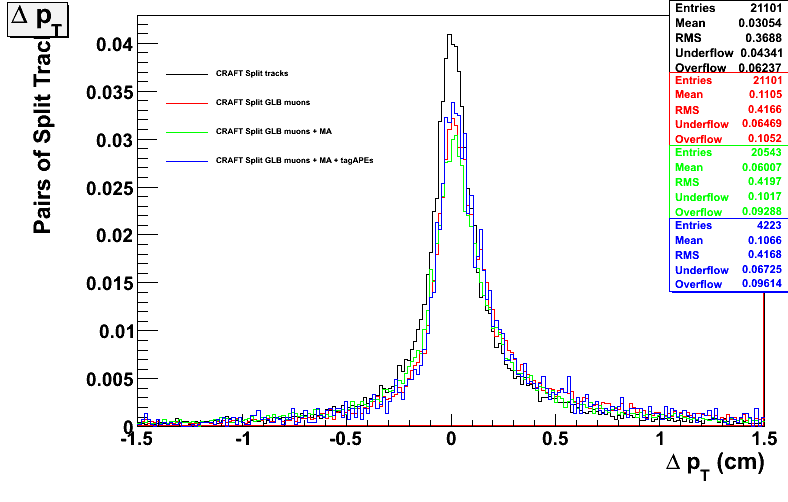 Δ pT
Pairs of Split Trac
0.04
0.035
0.03
0.025
0.02
0.015
0.01
0.005
0
-1.5
-1
-0.5
0
0.5
1
1.5
Δ pT (cm)
CRAFT Split tracks
CRAFT Split GLB muons
CRAFT Split GLB muons + MA
CRAFT Split GLB muons + MA + tagAPEs
Entries 21101
Mean 0.03054
RMS 0.3688
Underflow 0.04341
Overflow 0.06237
Entries 21101
Mean 0.1105
RMS 0.4166
Underflow 0.06469
Overflow 0.1052
Entries 20543
Mean 0.06007
RMS 0.4197
Underflow 0.1017
Overflow 0.09288
Entries 4223
Mean 0.1066
RMS 0.4168
Underflow 0.06725
Overflow 0.09614